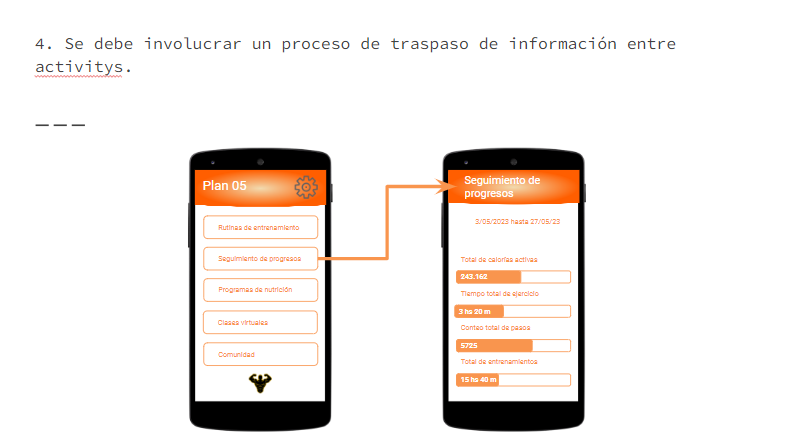 4. Se debe involucrar un proceso de traspaso de información entre
activitys.
Plan 05
Rutinas de entrenamiento
Seguimiento de progresos
Programas de nutrición
Clases virtuales
Comunidad
Seguimiento de
progresos
3/05/2023 hasta 27/05/23
Total de calorías activas
243.162
Tiempo total de ejercicio
3 hs 20 m
Conteo total de pasos
5725
Total de entrenamientos
15 hs 40 m